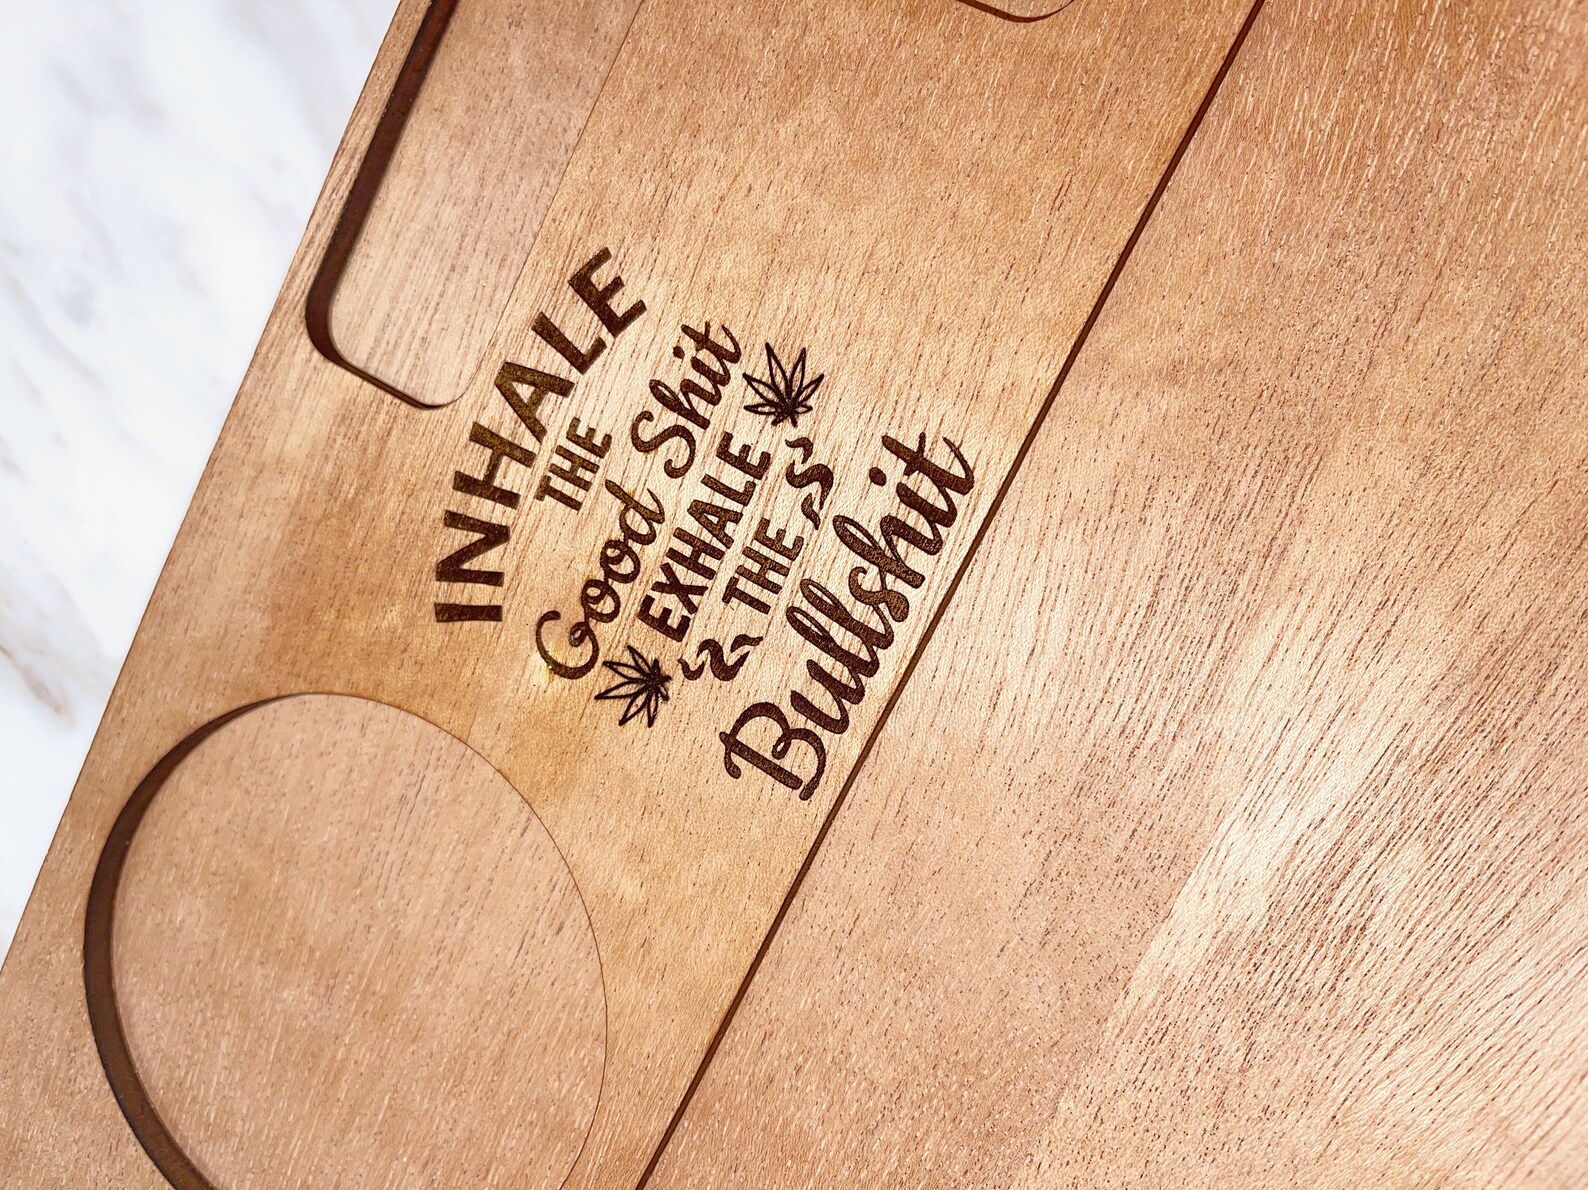 INHALE
THE
Good Shit
EXHALE
THE
Bullshit